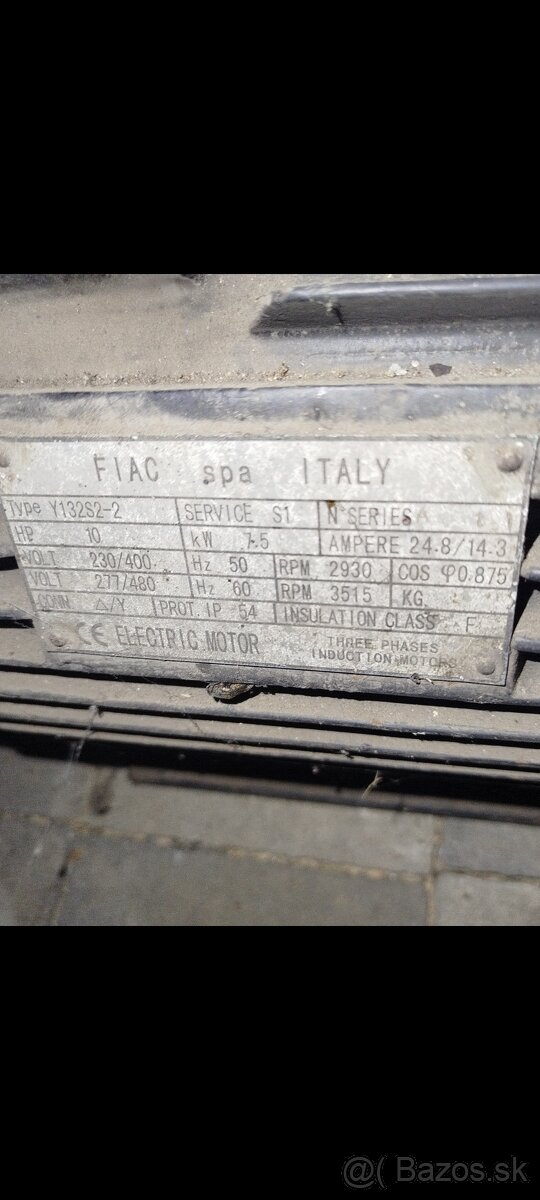 FIAC spa ITALY
Type Y132S2-2 SERVICE S1 N°SERIES
HP 10 kW 7.5 AMPERE 24.8/14.3
VOLT 230/400 Hz 50 RPM 2930 COS φ0.875
VOLT 277/480 Hz 60 RPM 3515 KG
CONN △/Y PROT.IP 54 INSULATION CLASS F
CE ELECTRIC MOTOR THREE PHASES
INDUCTION MOTORS
@( Bazos.sk